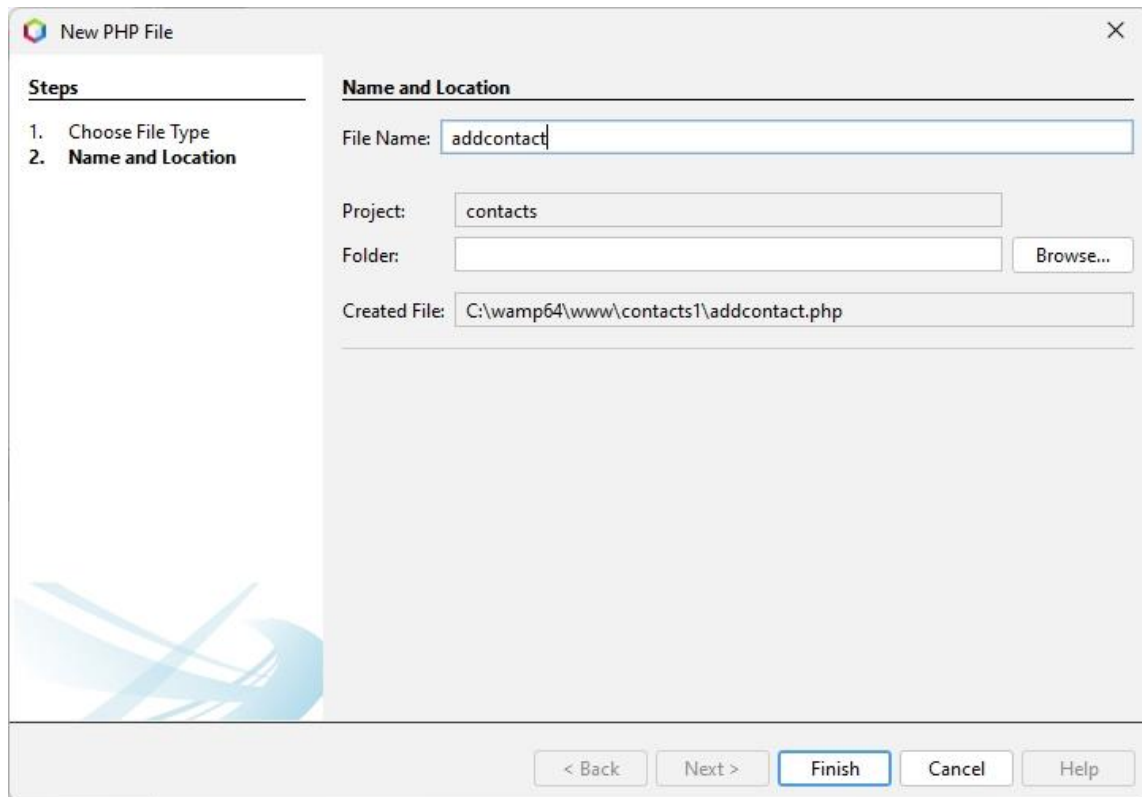 New PHP File
Steps
1. Choose File Type
2. Name and Location
Name and Location
File Name: addcontact
Project: contacts
Folder: Browse...
Created File: C:\wamp64\www\contacts1\addcontact.php
< Back Next > Finish Cancel Help